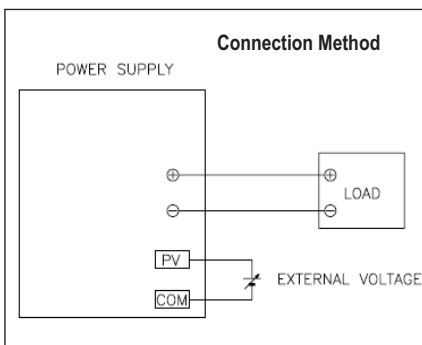 Connection Method
POWER SUPPLY
+ +
LOAD
− −
PV
EXTERNAL VOLTAGE
COM